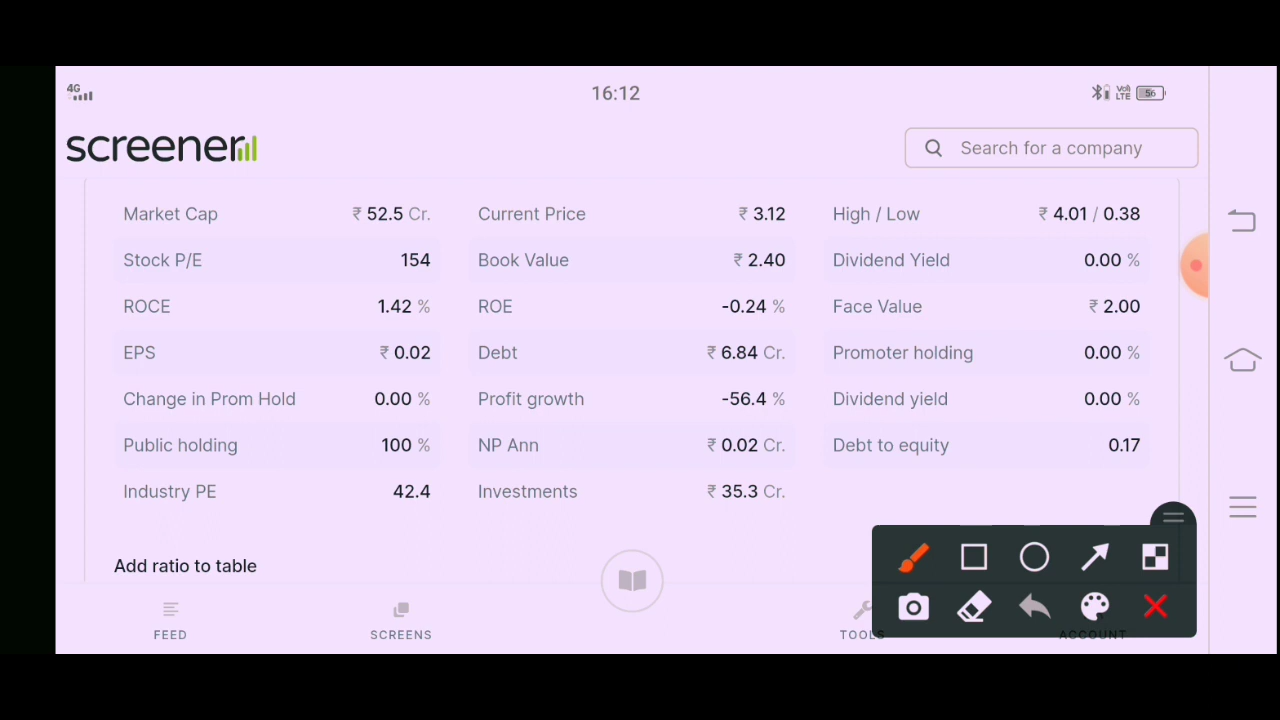 4G
16:12
VoI) LTE 56
screener
Search for a company
Market Cap ₹ 52.5 Cr. Current Price ₹ 3.12 High / Low ₹ 4.01 / 0.38
Stock P/E 154 Book Value ₹ 2.40 Dividend Yield 0.00 %
ROCE 1.42 % ROE -0.24 % Face Value ₹ 2.00
EPS ₹ 0.02 Debt ₹ 6.84 Cr. Promoter holding 0.00 %
Change in Prom Hold 0.00 % Profit growth -56.4 % Dividend yield 0.00 %
Public holding 100 % NP Ann ₹ 0.02 Cr. Debt to equity 0.17
Industry PE 42.4 Investments ₹ 35.3 Cr.
Add ratio to table
FEED SCREENS TOOLS ACCOUNT